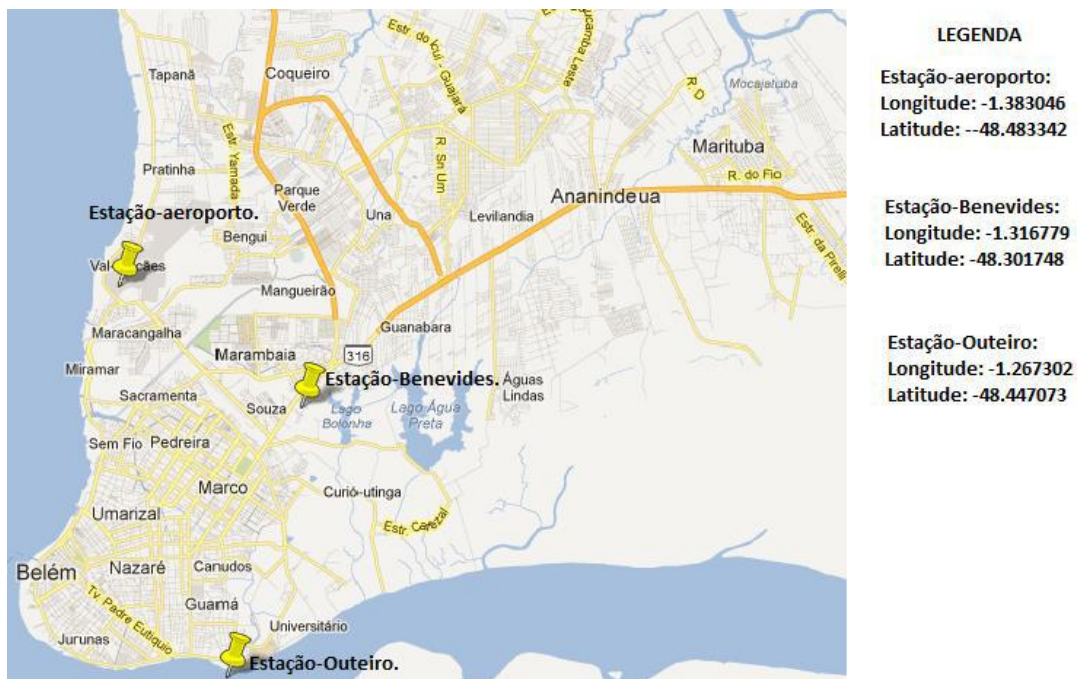 Estr. do Icuí - Guajará
Tapanã
Coqueiro
R. D
Mocajatuba
Estr. Yamada
Marituba
R. Sn Um
Pratinha
R. do Fio
Parque
Verde
Ananindeua
Estação-aeroporto.
Una
Levilandia
Bengui
Estr. da Pirelli
Mangueirão
Maracangalha
Guanabara
Marambaia
316
Miramar
Estação-Benevides.
Águas
Lindas
Sacramenta
Souza
Lago
Bolonha
Lago Água
Preta
Sem Fio
Pedreira
Marco
Curió-utinga
Umarizal
Belém
Nazaré
Canudos
Tv. Padre Eutiquio
Guamá
Universitário
Jurunas
Estação-Outeiro.
LEGENDA
Estação-aeroporto:
Longitude: -1.383046
Latitude: --48.483342
Estação-Benevides:
Longitude: -1.316779
Latitude: -48.301748
Estação-Outeiro:
Longitude: -1.267302
Latitude: -48.447073